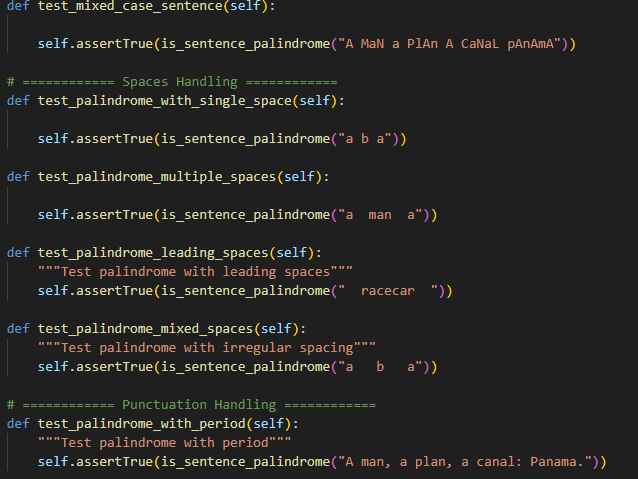 def test_mixed_case_sentence(self):
self.assertTrue(is_sentence_palindrome("A MaN a PlAn A CaNaL pAnAmA"))
# ============ Spaces Handling ============
def test_palindrome_with_single_space(self):
self.assertTrue(is_sentence_palindrome("a b a"))
def test_palindrome_multiple_spaces(self):
self.assertTrue(is_sentence_palindrome("a  man  a"))
def test_palindrome_leading_spaces(self):
"""Test palindrome with leading spaces"""
self.assertTrue(is_sentence_palindrome("  racecar  "))
def test_palindrome_mixed_spaces(self):
"""Test palindrome with irregular spacing"""
self.assertTrue(is_sentence_palindrome("a   b   a"))
# ============ Punctuation Handling ============
def test_palindrome_with_period(self):
"""Test palindrome with period"""
self.assertTrue(is_sentence_palindrome("A man, a plan, a canal: Panama."))